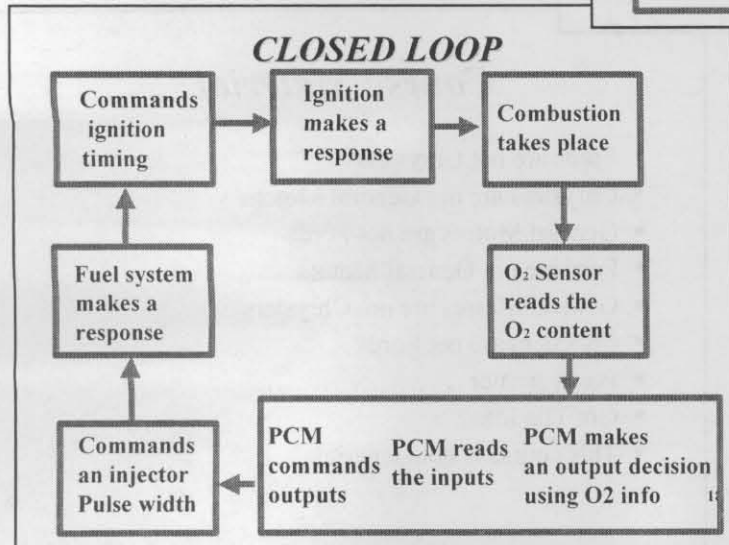 CLOSED LOOP
Commands
ignition
timing
Ignition
makes a
response
Combustion
takes place
Fuel system
makes a
response
O₂ Sensor
reads the
O₂ content
Commands
an injector
Pulse width
PCM
commands
outputs
PCM reads
the inputs
PCM makes
an output decision
using O2 info